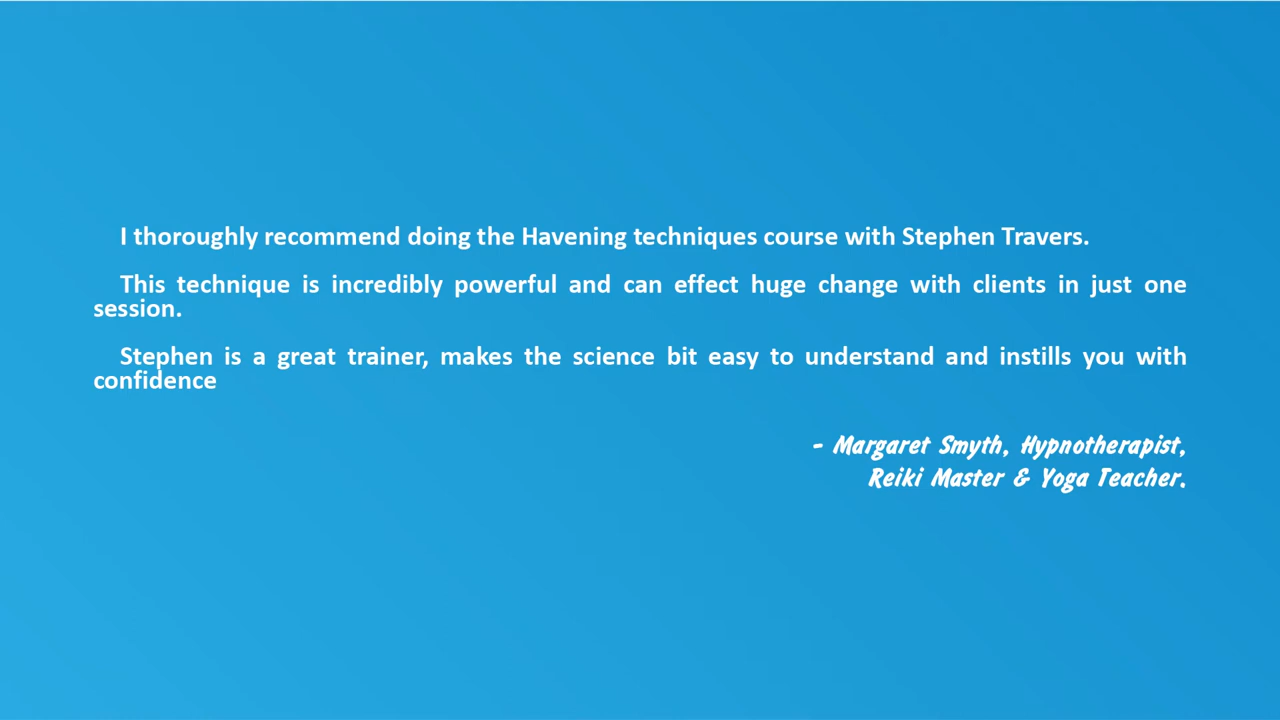 I thoroughly recommend doing the Havening techniques course with Stephen Travers.
This technique is incredibly powerful and can effect huge change with clients in just one
session.
Stephen is a great trainer, makes the science bit easy to understand and instills you with
confidence
- Margaret Smyth, Hypnotherapist,
Reiki Master & Yoga Teacher.